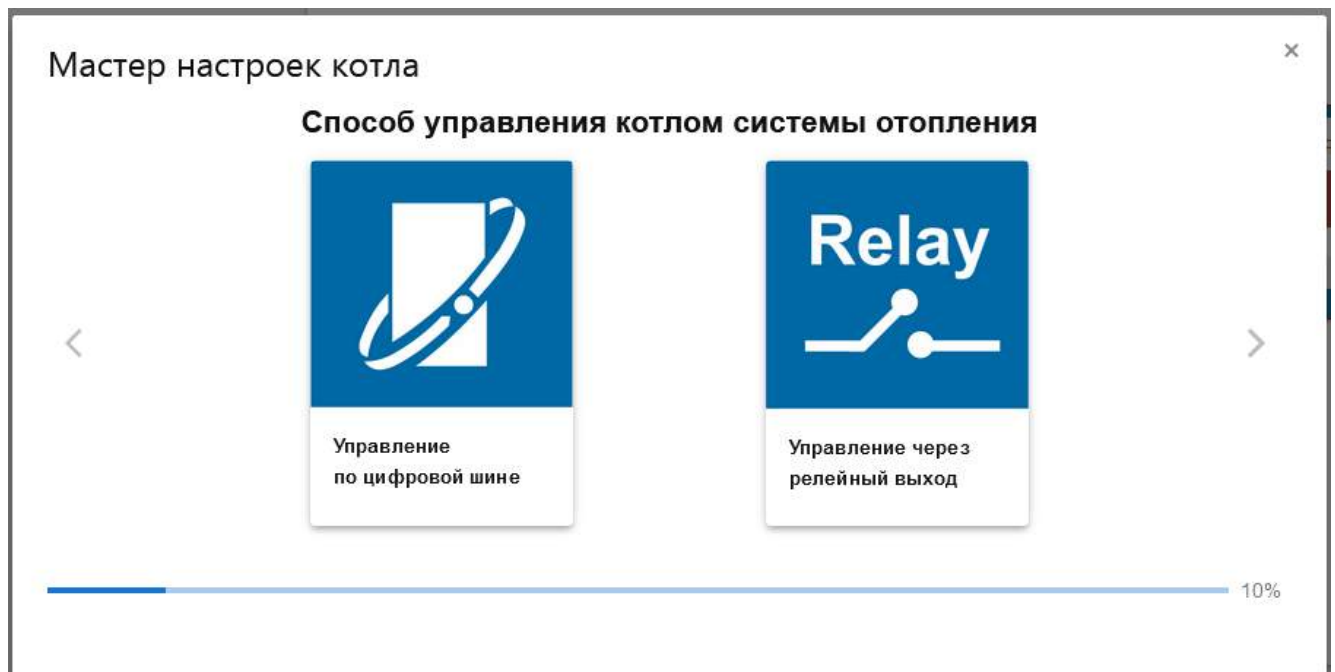 Мастер настроек котла
×
Способ управления котлом системы отопления
Relay
Управление
по цифровой шине
Управление через
релейный выход
10%